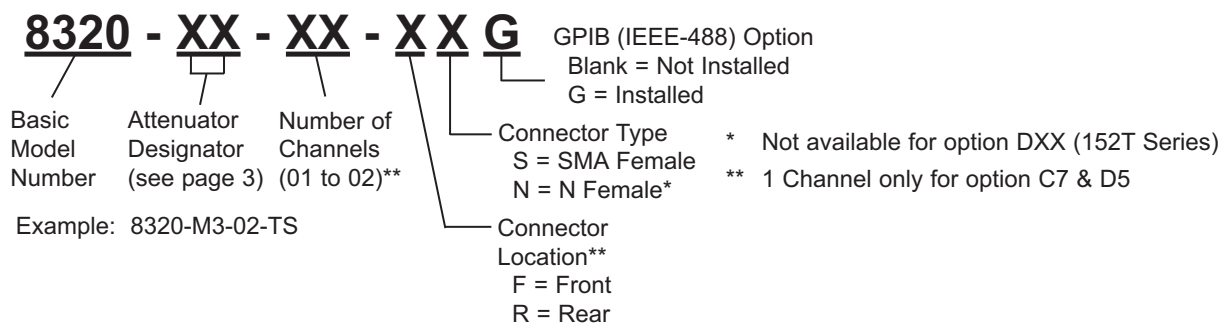 8320 - XX - XX - X X G
GPIB (IEEE-488) Option
Blank = Not Installed
G = Installed
Basic
Model
Number
Attenuator
Designator
(see page 3)
Number of
Channels
(01 to 02)**
Connector Type
S = SMA Female
N = N Female*
* Not available for option DXX (152T Series)
** 1 Channel only for option C7 & D5
Example: 8320-M3-02-TS
Connector
Location**
F = Front
R = Rear